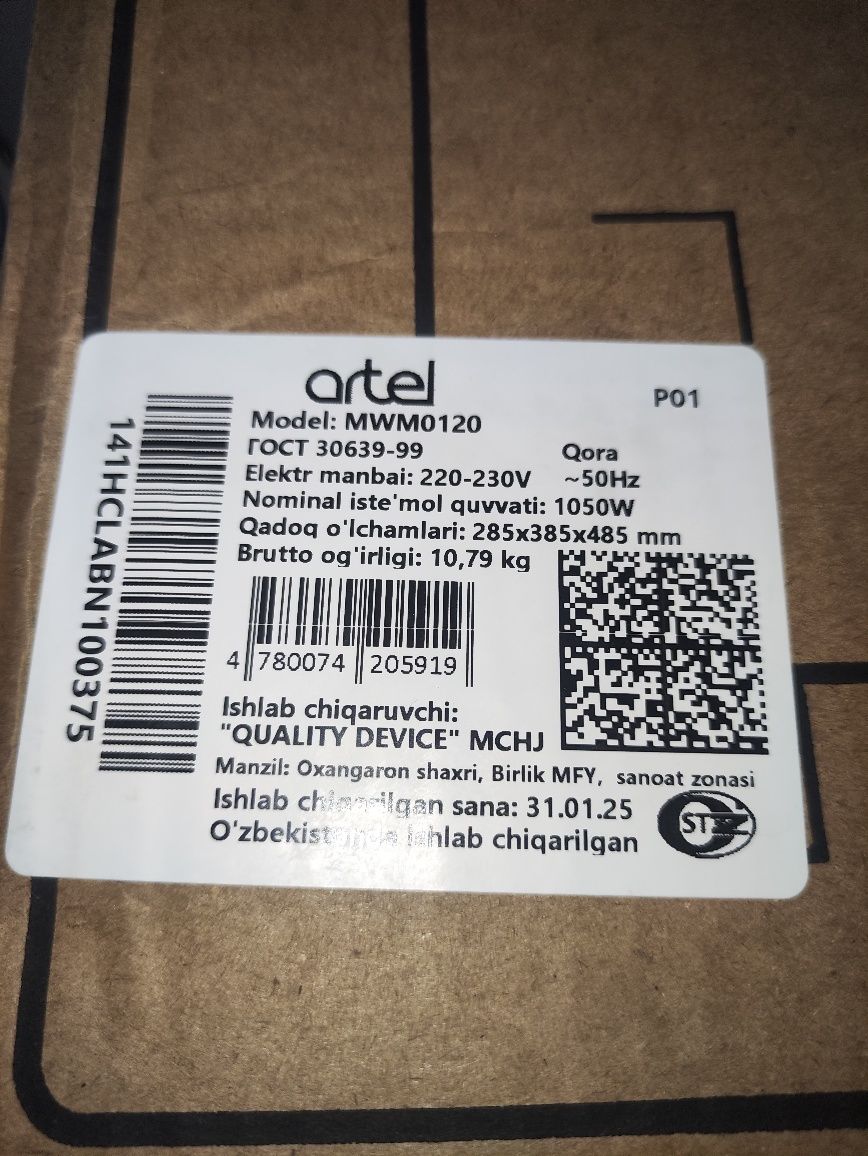 artel
P01
Model: MWM0120
ГОСТ 30639-99 Qora
Elektr manbai: 220-230V ~50Hz
Nominal iste'mol quvvati: 1050W
Qadoq o'lchamlari: 285x385x485 mm
Brutto og'irligi: 10,79 kg
141HCLABN100375
4 780074 205919
Ishlab chiqaruvchi:
"QUALITY DEVICE" MCHJ
Manzil: Oxangaron shaxri, Birlik MFY, sanoat zonasi
Ishlab chiqarilgan sana: 31.01.25
O'zbekistonda ishlab chiqarilgan